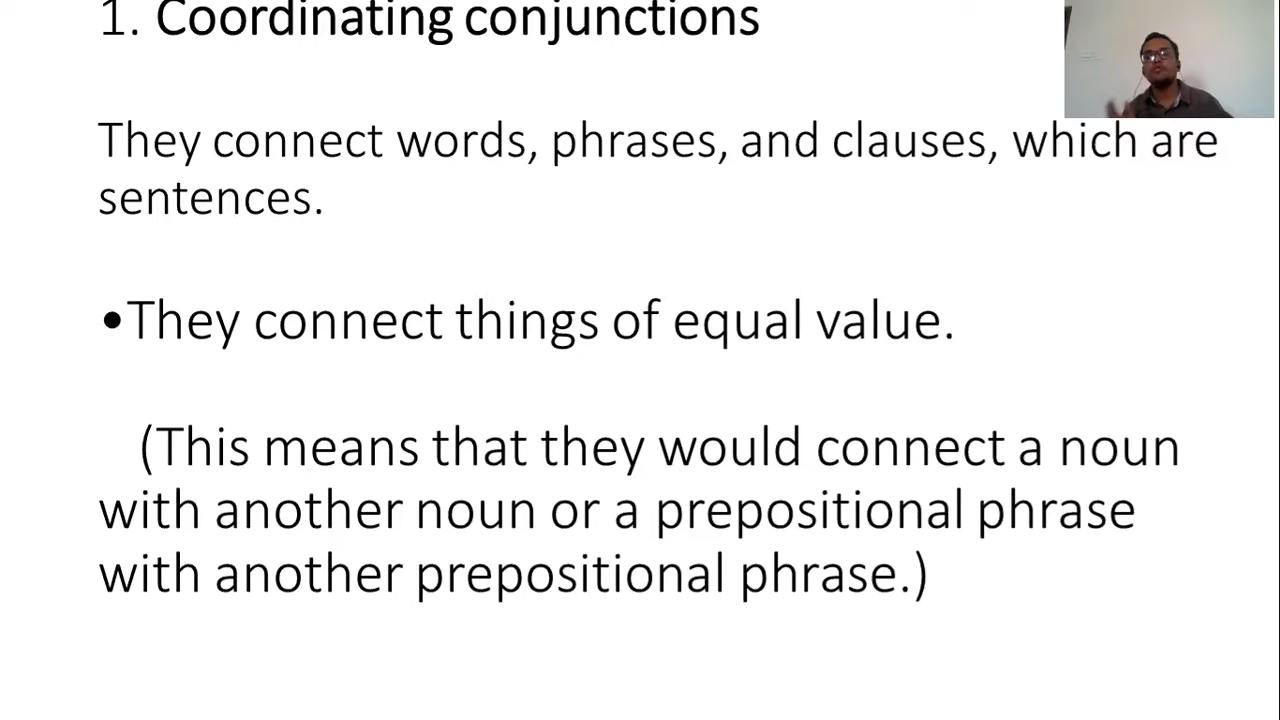 1. Coordinating conjunctions
They connect words, phrases, and clauses, which are
sentences.
•They connect things of equal value.
(This means that they would connect a noun
with another noun or a prepositional phrase
with another prepositional phrase.)